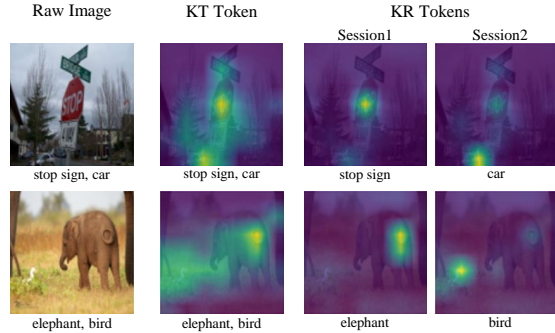 Raw Image KT Token KR Tokens
Session1 Session2
STOP
stop sign, car stop sign, car stop sign car
elephant, bird elephant, bird elephant bird